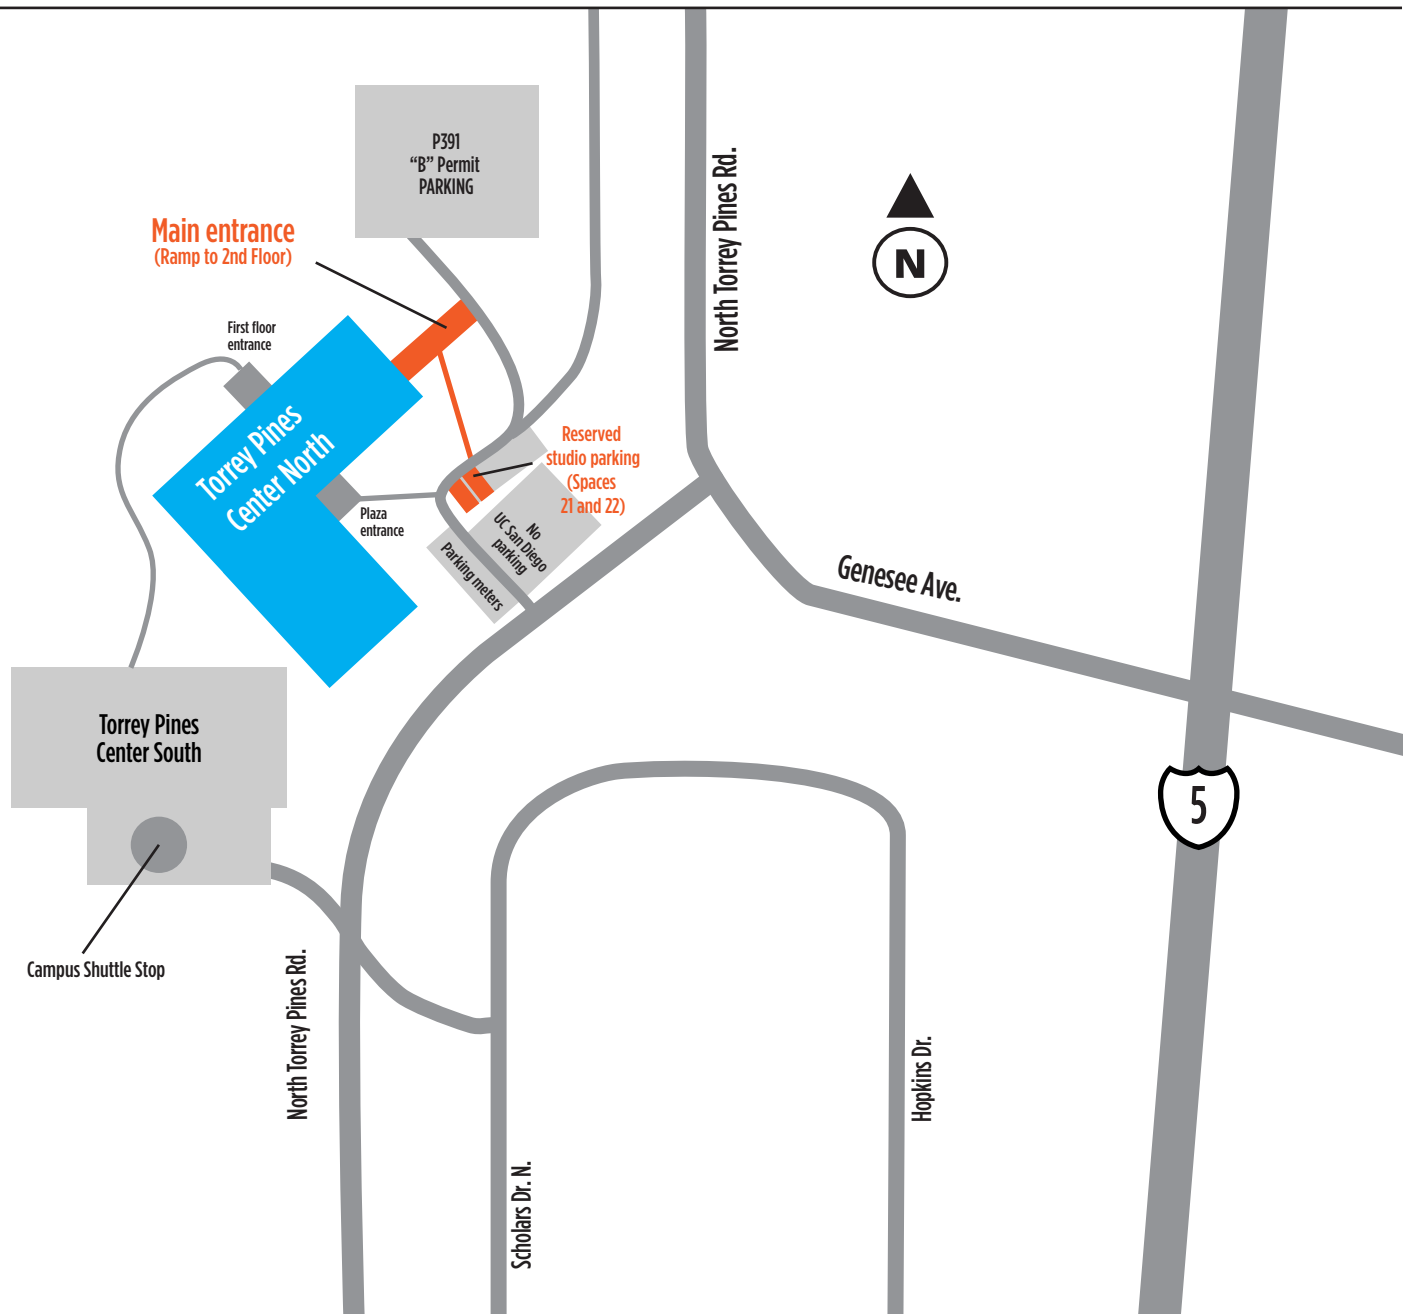 P391
“B” Permit
PARKING
Main entrance
(Ramp to 2nd Floor)
North Torrey Pines Rd.
N
First floor
entrance
Torrey Pines
Center North
Reserved
studio parking
(Spaces
21 and 22)
Plaza
entrance
No
UC San Diego
parking
Parking meters
Genesee Ave.
Torrey Pines
Center South
5
Campus Shuttle Stop
North Torrey Pines Rd.
Scholars Dr. N.
Hopkins Dr.